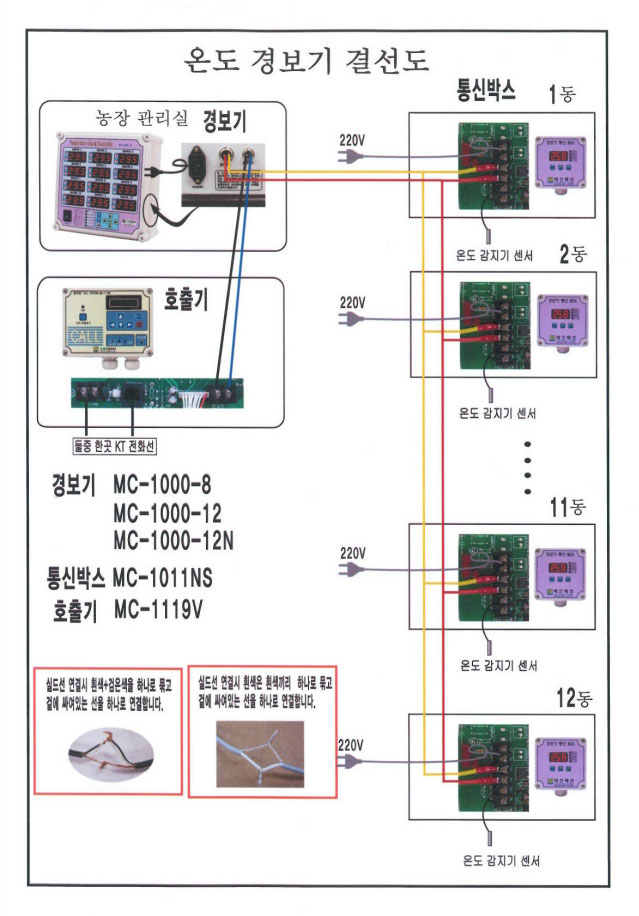 온도 경보기 결선도
농장 관리실 경보기
호출기
둘중 한곳 KT 전화선
경보기 MC-1000-8
MC-1000-12
MC-1000-12N
통신박스 MC-1011NS
호출기 MC-1119V
실드선 연결시 흰색+검은색을 하나로 묶고
겉에 싸여있는 선을 하나로 연결합니다.
실드선 연결시 흰색은 흰색끼리 하나로 묶고
겉에 싸여있는 선을 하나로 연결합니다.
통신박스 1동
220V
온도 감지기 센서
2동
220V
온도 감지기 센서
11동
220V
온도 감지기 센서
12동
220V
온도 감지기 센서